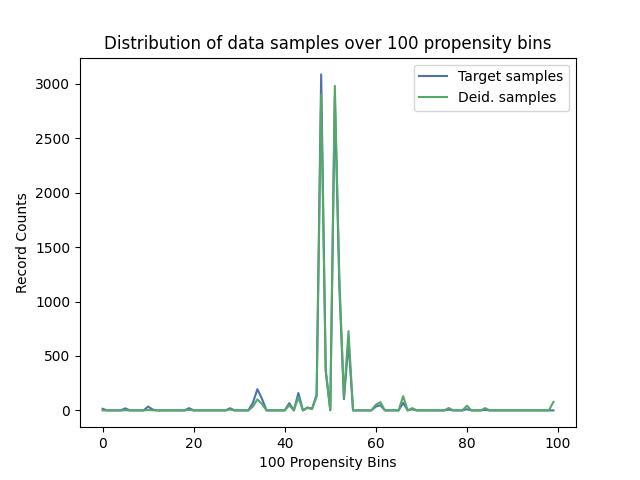 Distribution of data samples over 100 propensity bins
Target samples
Deid. samples
Record Counts
3000
2500
2000
1500
1000
500
0
0 20 40 60 80 100
100 Propensity Bins